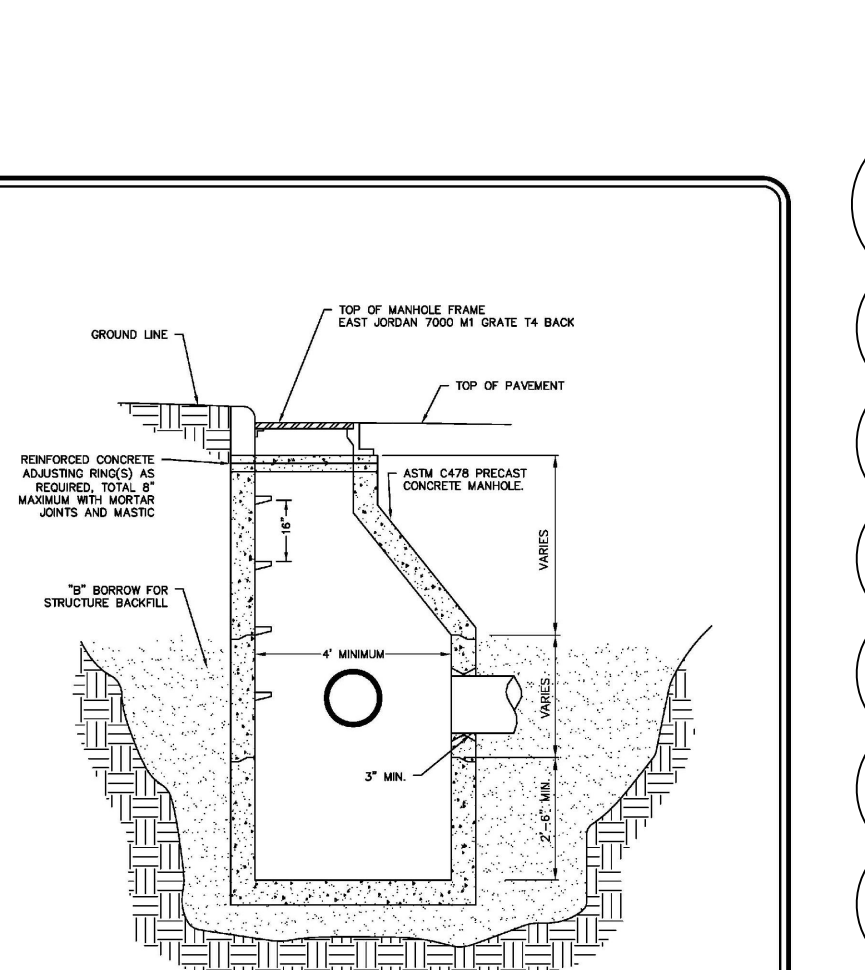 TOP OF MANHOLE FRAME
EAST JORDAN 7000 M1 GRATE T4 BACK
GROUND LINE
TOP OF PAVEMENT
REINFORCED CONCRETE
ADJUSTING RING(S) AS
REQUIRED, TOTAL 8"
MAXIMUM WITH MORTAR
JOINTS AND MASTIC
ASTM C478 PRECAST
CONCRETE MANHOLE.
16"
VARIES
"B" BORROW FOR
STRUCTURE BACKFILL
4' MINIMUM
VARIES
3" MIN.
2'-6" MIN.